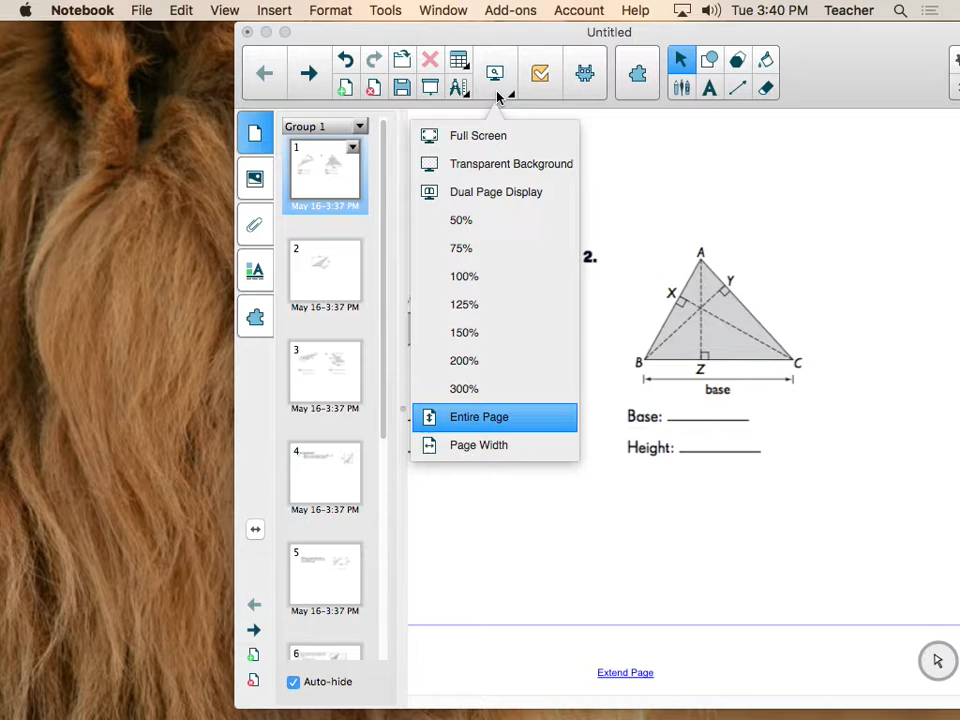 Notebook File Edit View Insert Format Tools Window Add-ons Account Help Tue 3:40 PM Teacher
Untitled
Group 1
1
May 16-3:37 PM
2
May 16-3:37 PM
3
May 16-3:37 PM
4
May 16-3:37 PM
5
May 16-3:37 PM
6
Auto-hide
Full Screen
Transparent Background
Dual Page Display
50%
75%
100%
125%
150%
200%
300%
Entire Page
Page Width
2.
A
X
Y
B
Z
C
base
Base:
Height:
Extend Page